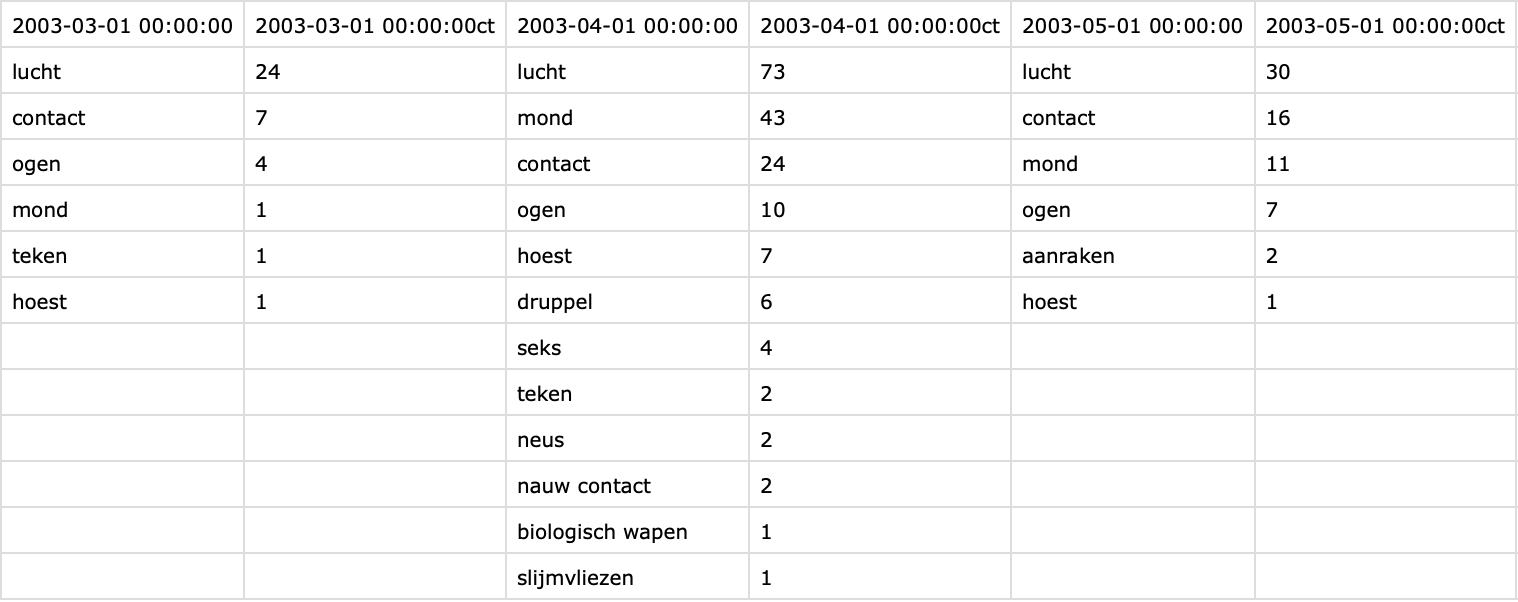 2003-03-01 00:00:00 2003-03-01 00:00:00ct 2003-04-01 00:00:00 2003-04-01 00:00:00ct 2003-05-01 00:00:00 2003-05-01 00:00:00ct
lucht 24 lucht 73 lucht 30
contact 7 mond 43 contact 16
ogen 4 contact 24 mond 11
mond 1 ogen 10 ogen 7
teken 1 hoest 7 aanraken 2
hoest 1 druppel 6 hoest 1
seks 4
teken 2
neus 2
nauw contact 2
biologisch wapen 1
slijmvliezen 1